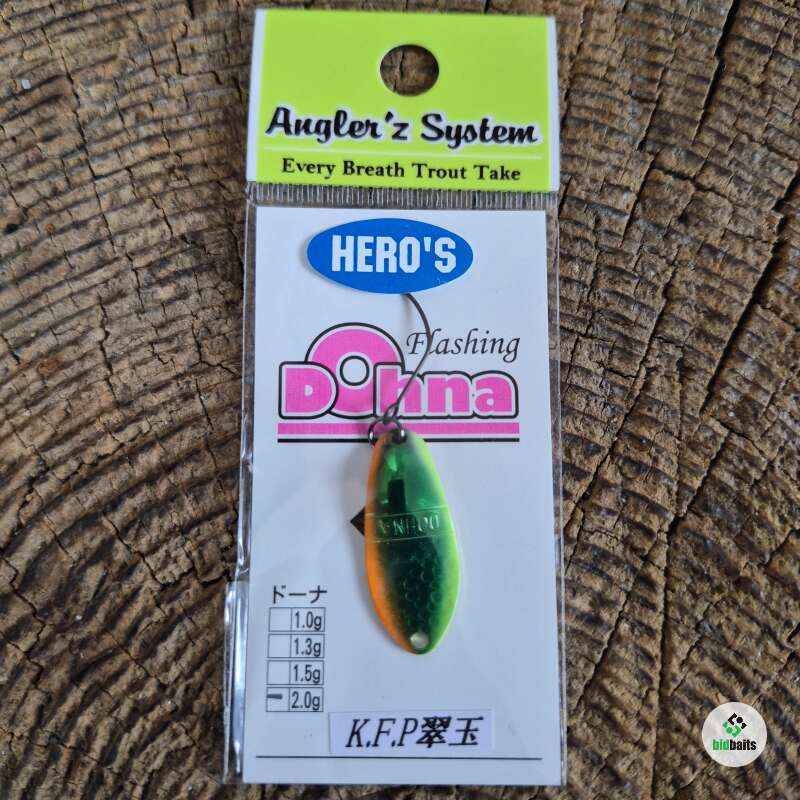 Angler'z System
Every Breath Trout Take
HERO'S
Flashing
Dohna
DOHNA
ドーナ
1.0g
1.3g
1.5g
2.0g
K.F.P翠玉
bidbaits